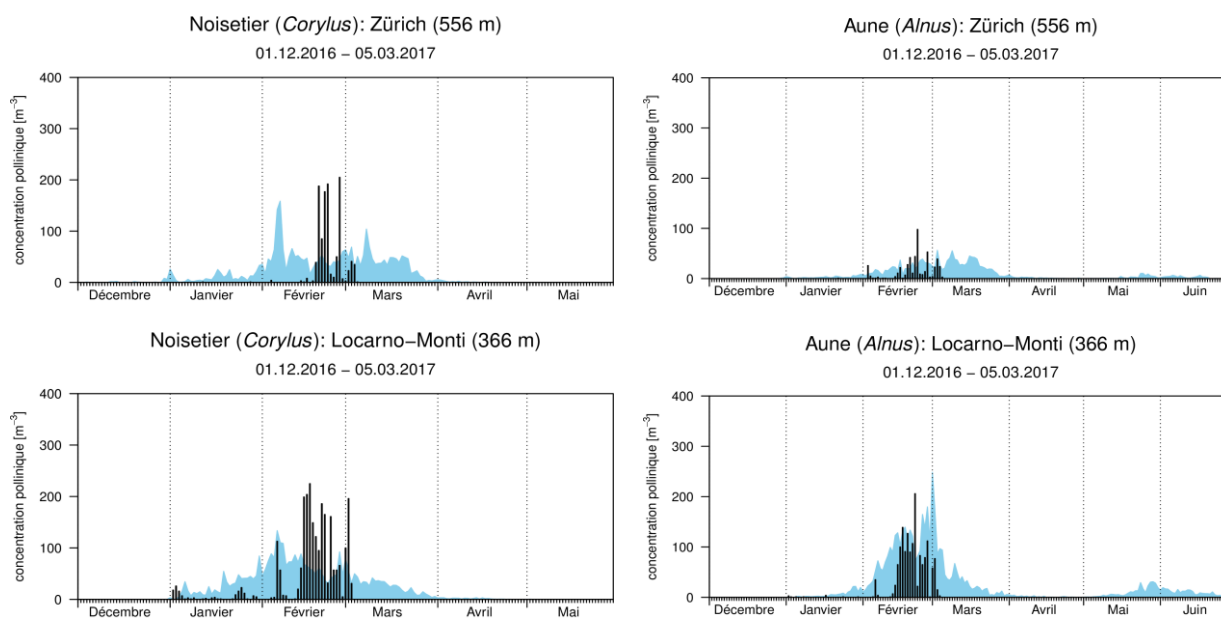 Noisetier (Corylus): Zürich (556 m)
01.12.2016 − 05.03.2017
concentration pollinique [m⁻³]
400
300
200
100
0
Décembre Janvier Février Mars Avril Mai
Aune (Alnus): Zürich (556 m)
01.12.2016 − 05.03.2017
concentration pollinique [m⁻³]
400
300
200
100
0
Décembre Janvier Février Mars Avril Mai Juin
Noisetier (Corylus): Locarno−Monti (366 m)
01.12.2016 − 05.03.2017
concentration pollinique [m⁻³]
400
300
200
100
0
Décembre Janvier Février Mars Avril Mai
Aune (Alnus): Locarno−Monti (366 m)
01.12.2016 − 05.03.2017
concentration pollinique [m⁻³]
400
300
200
100
0
Décembre Janvier Février Mars Avril Mai Juin